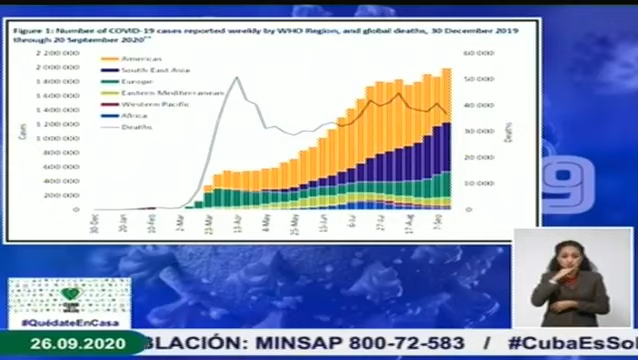 Figure 1: Number of COVID-19 cases reported weekly by WHO Region, and global deaths, 30 December 2019
through 20 September 2020**
2 200 000
2 000 000
1 800 000
1 600 000
1 400 000
1 200 000
1 000 000
800 000
600 000
400 000
200 000
0
Cases
Americas
South-East Asia
Europe
Eastern Mediterranean
Western Pacific
Africa
Deaths
60 000
50 000
40 000
30 000
20 000
10 000
0
Deaths
30-Dec
20-Jan
10-Feb
2-Mar
23-Mar
13-Apr
4-May
25-May
15-Jun
6-Jul
27-Jul
17-Aug
7-Sep
9
#QuédateEnCasa
26.09.2020
BLACIÓN: MINSAP 800-72-583 / #CubaEsSol